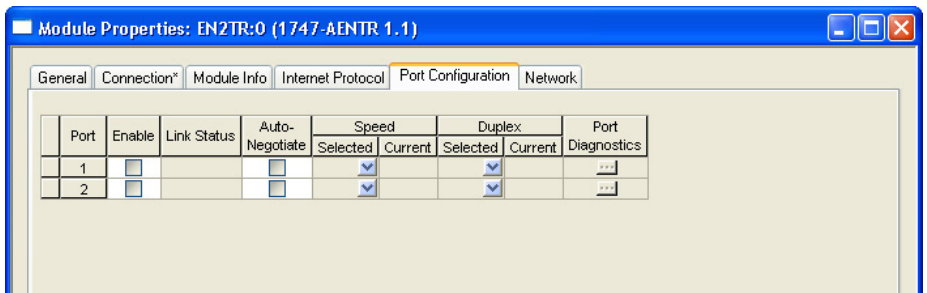 Module Properties: EN2TR:0 (1747-AENTR 1.1)
General Connection* Module Info Internet Protocol Port Configuration Network
Port Enable Link Status Auto-Negotiate Speed Duplex Port Diagnostics
Selected Current Selected Current
1
2